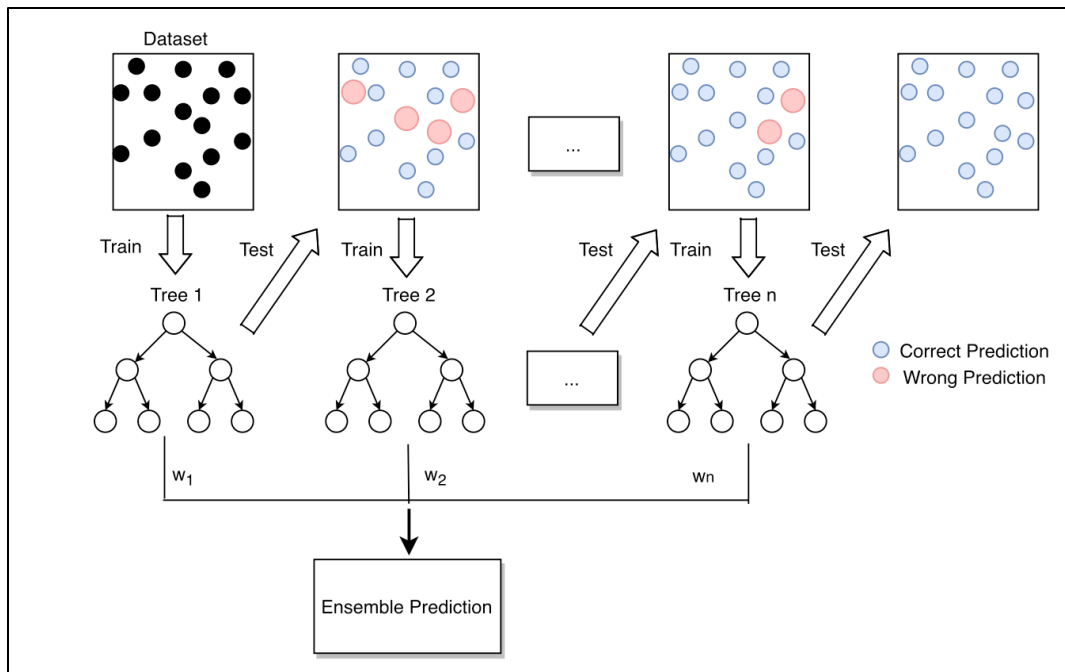 Dataset
...
Train
Test
Train
Test
Train
Test
Tree 1
Tree 2
Tree n
...
Correct Prediction
Wrong Prediction
w1
w2
wn
Ensemble Prediction